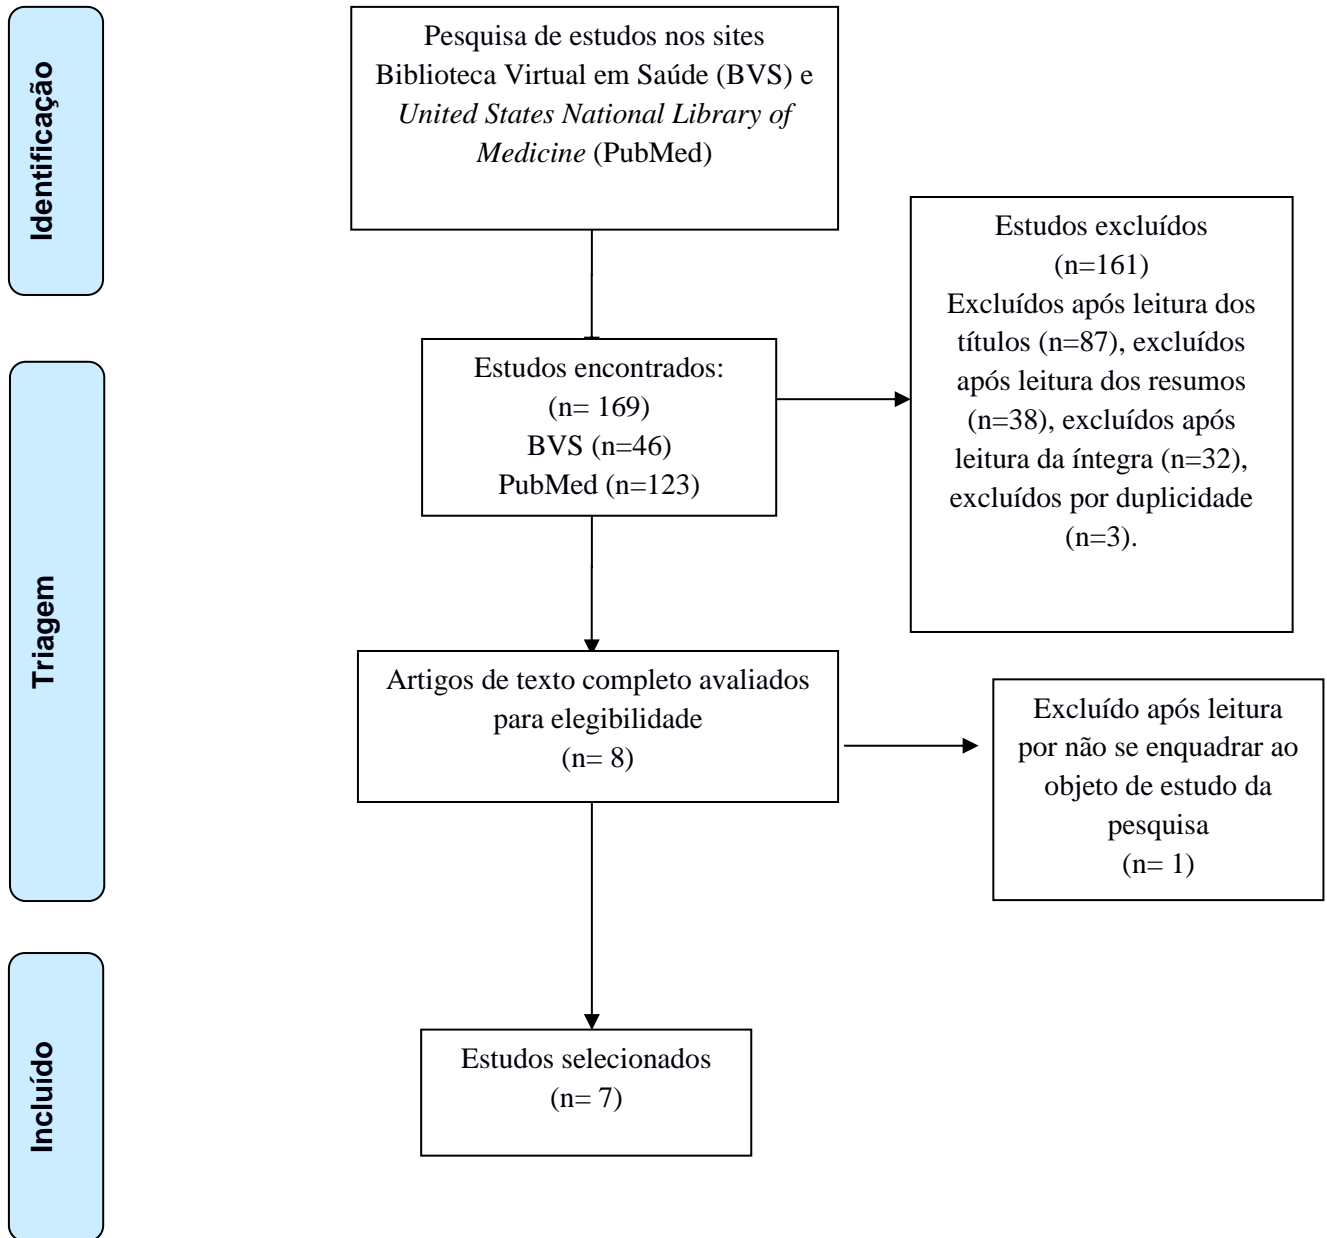 Identificação
Pesquisa de estudos nos sites
Biblioteca Virtual em Saúde (BVS) e
United States National Library of
Medicine (PubMed)
Estudos excluídos
(n=161)
Excluídos após leitura dos
títulos (n=87), excluídos
após leitura dos resumos
(n=38), excluídos após
leitura da íntegra (n=32),
excluídos por duplicidade
(n=3).
Triagem
Estudos encontrados:
(n= 169)
BVS (n=46)
PubMed (n=123)
Artigos de texto completo avaliados
para elegibilidade
(n= 8)
Excluído após leitura
por não se enquadrar ao
objeto de estudo da
pesquisa
(n= 1)
Incluído
Estudos selecionados
(n= 7)